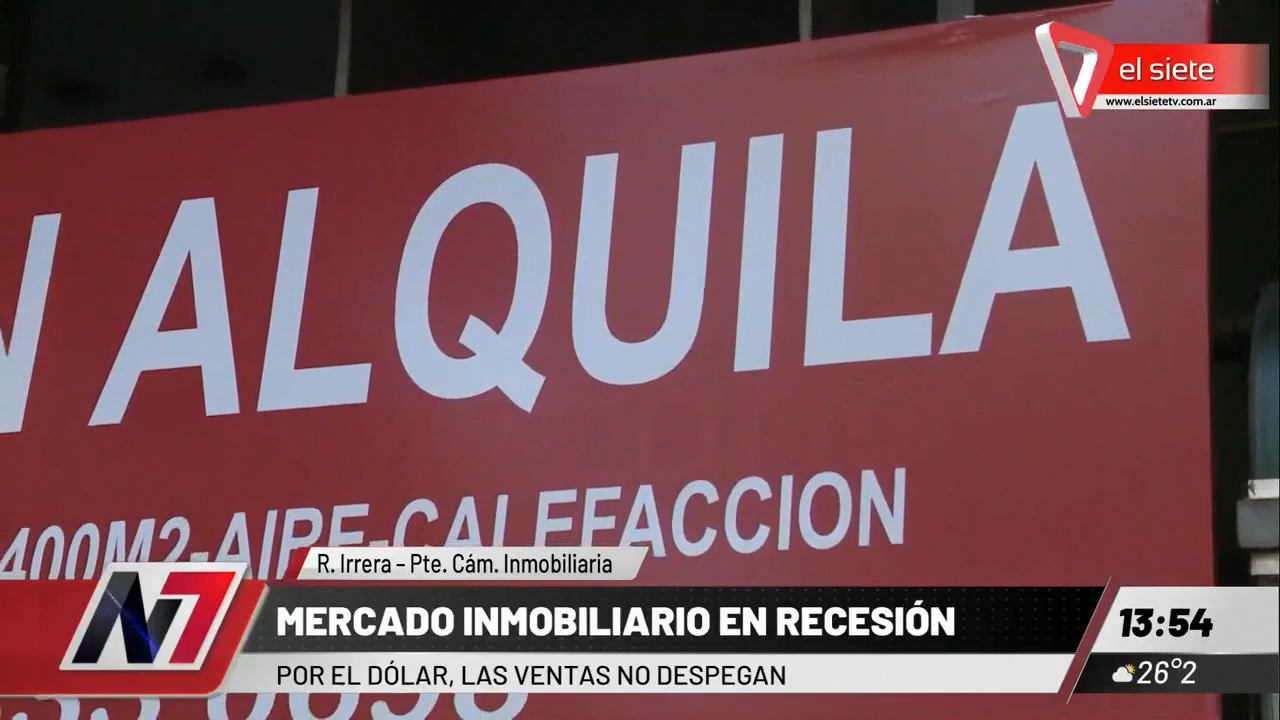 el siete
www.elsietetv.com.ar
N ALQUILA
400M2-AIRE-CALEFACCION
R. Irrera – Pte. Cám. Inmobiliaria
N7
MERCADO INMOBILIARIO EN RECESIÓN
13:54
POR EL DÓLAR, LAS VENTAS NO DESPEGAN
26°2